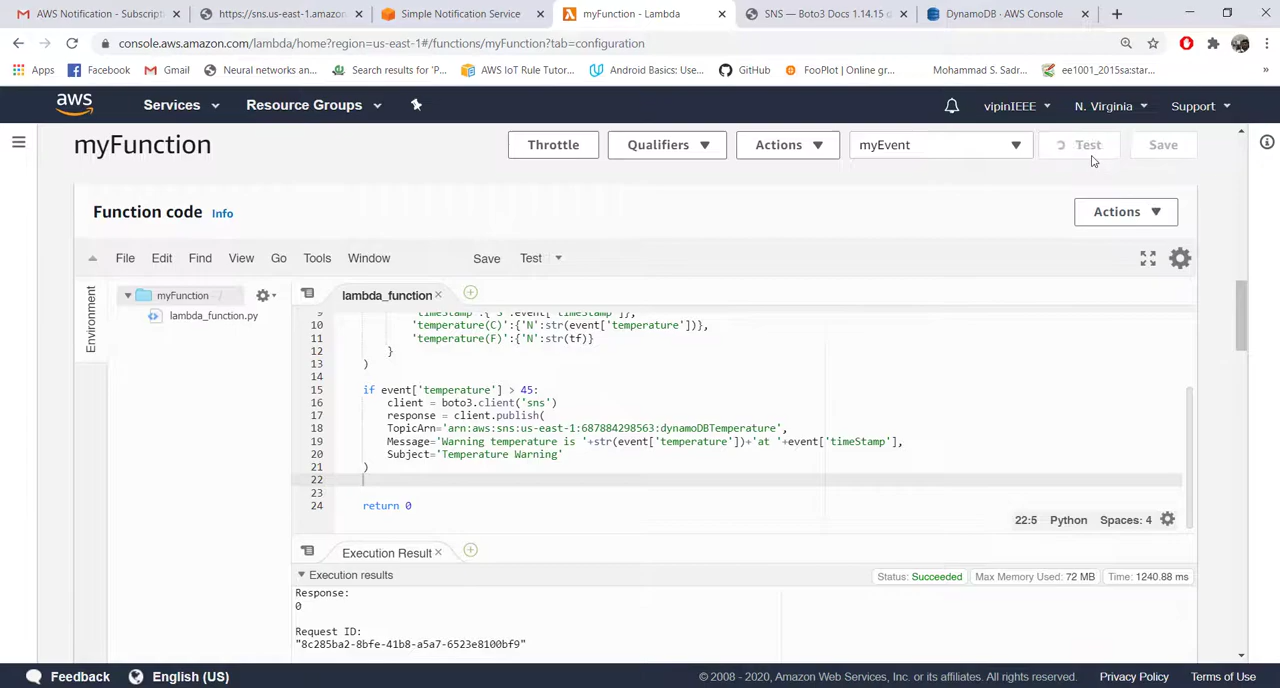 AWS Notification - Subscripti
https://sns.us-east-1.amazon
Simple Notification Service
myFunction - Lambda
SNS — Boto3 Docs 1.14.15 d
DynamoDB · AWS Console
console.aws.amazon.com/lambda/home?region=us-east-1#/functions/myFunction?tab=configuration
Apps
Facebook
Gmail
Neural networks an...
Search results for 'P...
AWS IoT Rule Tutor...
Android Basics: Use...
GitHub
FooPlot | Online gr...
Mohammad S. Sadr...
ee1001_2015sa:star...
»
aws
Services
Resource Groups
vipinIEEE
N. Virginia
Support
myFunction
Throttle
Qualifiers
Actions
myEvent
Test
Save
Function code
Info
Actions
File
Edit
Find
View
Go
Tools
Window
Save
Test
Environment
myFunction
/
lambda_function.py
lambda_function
9 'timeStamp':{'S':event['timeStamp']},
10 'temperature(C)':{'N':str(event['temperature'])},
11 'temperature(F)':{'N':str(tf)}
12 }
13 )
14
15 if event['temperature'] > 45:
16 client = boto3.client('sns')
17 response = client.publish(
18 TopicArn='arn:aws:sns:us-east-1:687884298563:dynamoDBTemperature',
19 Message='Warning temperature is '+str(event['temperature'])+'at '+event['timeStamp'],
20 Subject='Temperature Warning'
21 )
22
23
24 return 0
22:5
Python
Spaces: 4
Execution Result
Execution results
Status: Succeeded
Max Memory Used: 72 MB
Time: 1240.88 ms
Response:
0
Request ID:
"8c285ba2-8bfe-41b8-a5a7-6523e8100bf9"
Feedback
English (US)
© 2008 - 2020, Amazon Web Services, Inc. or its affiliates. All rights reserved.
Privacy Policy
Terms of Use